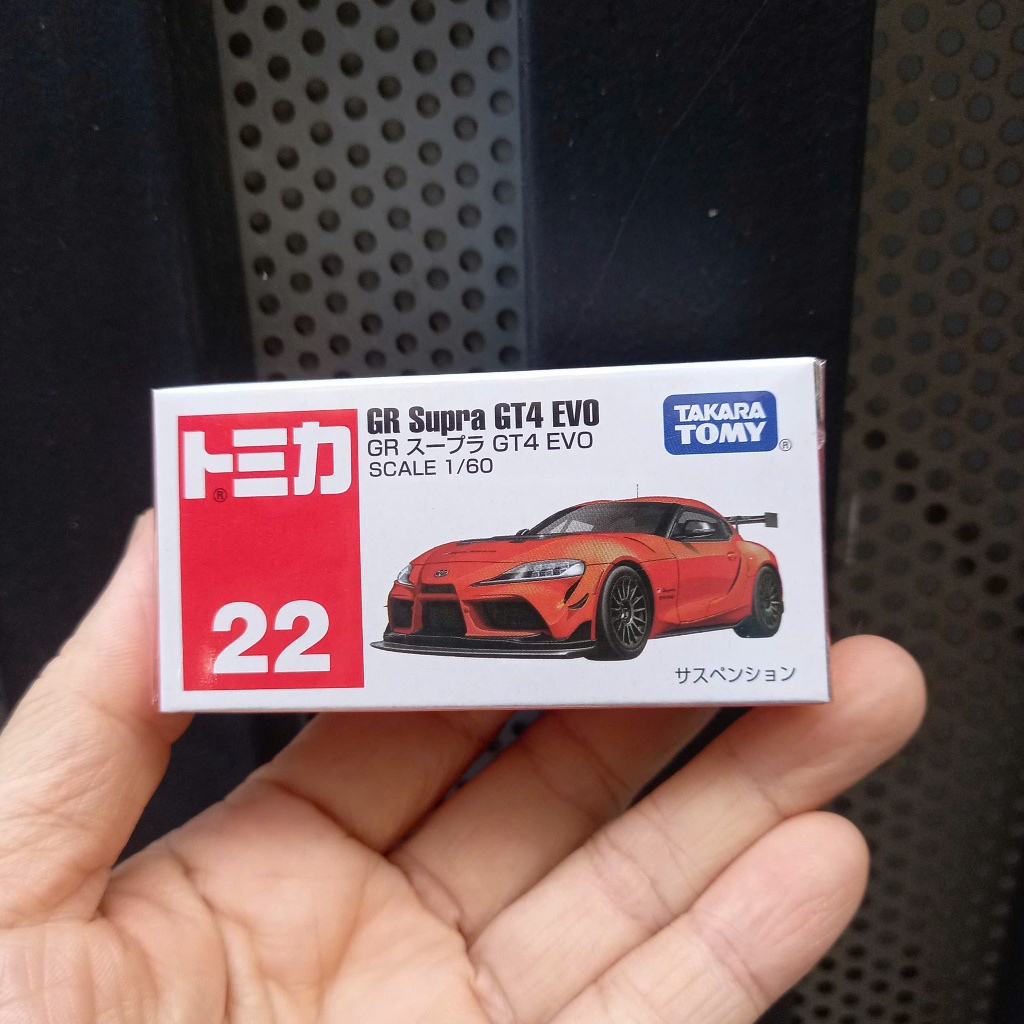 トミカ®
22
GR Supra GT4 EVO
GR スープラ GT4 EVO
SCALE 1/60
TAKARA
TOMY®
サスペンション